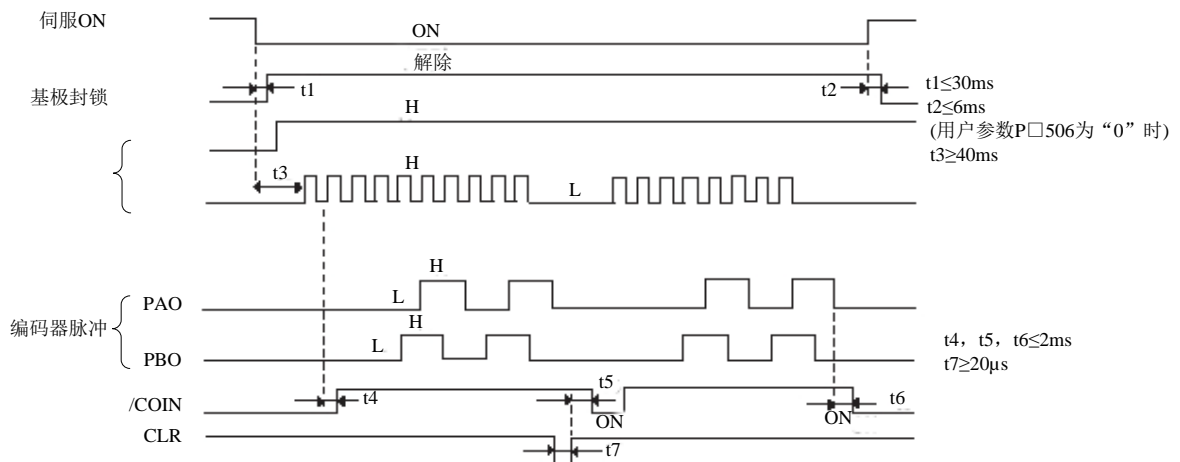 伺服ON
ON
解除
基极封锁
t1
t2
t1≤30ms
t2≤6ms
H
(用户参数P□506为“0”时)
t3≥40ms
t3
H
L
编码器脉冲
PAO
L
H
PBO
L
H
t4，t5，t6≤2ms
t7≥20μs
/COIN
t4
t5
ON
ON
t6
CLR
t7